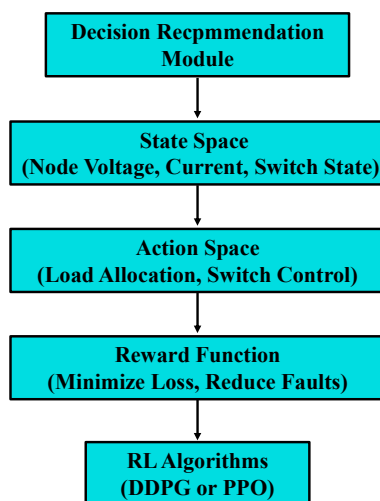 Decision Recpmmendation
Module
State Space
(Node Voltage, Current, Switch State)
Action Space
(Load Allocation, Switch Control)
Reward Function
(Minimize Loss, Reduce Faults)
RL Algorithms
(DDPG or PPO)